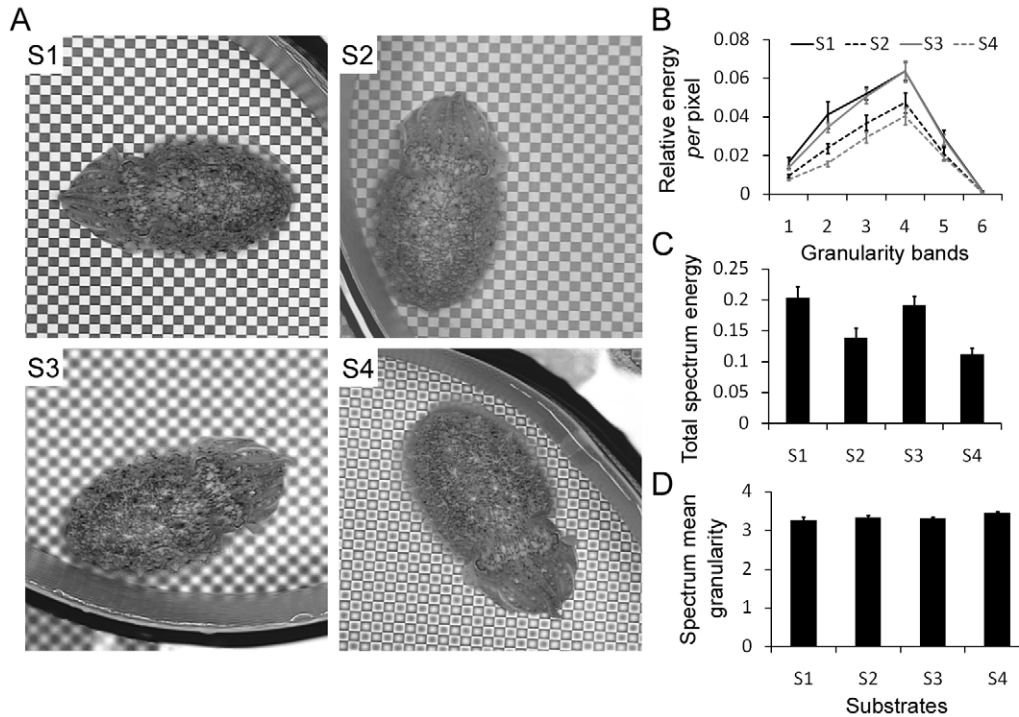 A
S1
S2
S3
S4
B
S1 S2 S3 S4
Relative energy
per pixel
0.08
0.06
0.04
0.02
0
1 2 3 4 5 6
Granularity bands
C
Total spectrum energy
0.25
0.2
0.15
0.1
0.05
0
S1 S2 S3 S4
D
Spectrum mean
granularity
4
3
2
1
0
S1 S2 S3 S4
Substrates